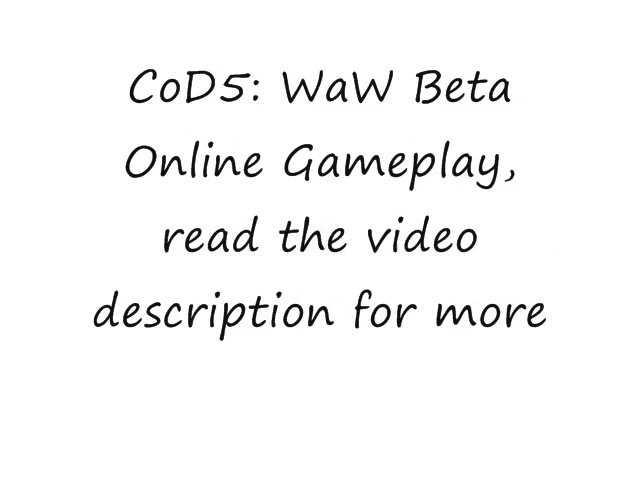 CoD5: WaW Beta
Online Gameplay,
read the video
description for more